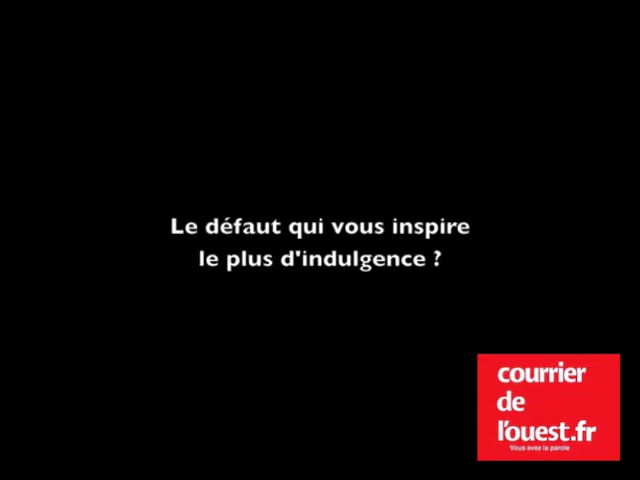 Le défaut qui vous inspire
le plus d'indulgence ?
courrier
de
l'ouest.fr
Vous avez la parole